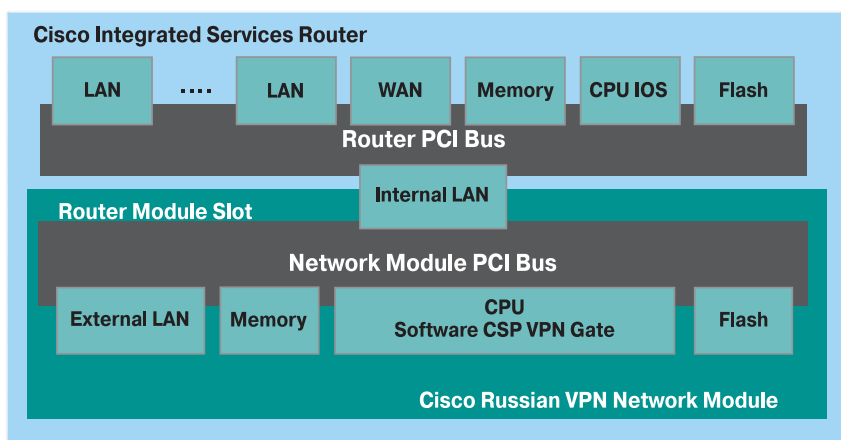 Cisco Integrated Services Router
LAN
....
LAN
WAN
Memory
CPU IOS
Flash
Router PCI Bus
Internal LAN
Router Module Slot
Network Module PCI Bus
External LAN
Memory
CPU
Software CSP VPN Gate
Flash
Cisco Russian VPN Network Module